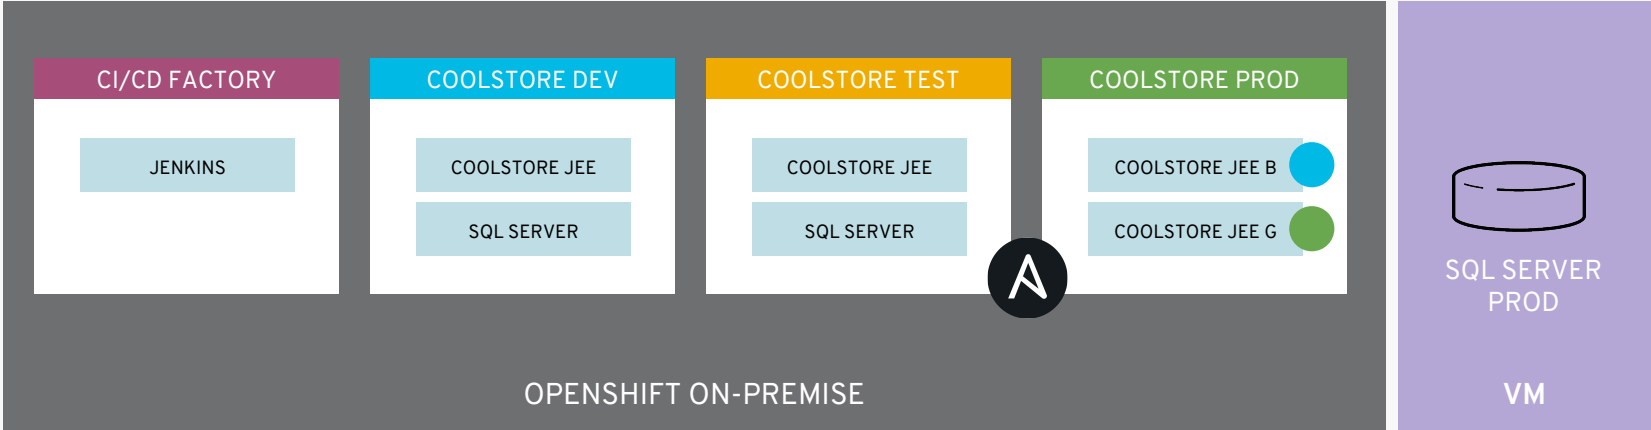 CI/CD FACTORY
JENKINS
COOLSTORE DEV
COOLSTORE JEE
SQL SERVER
COOLSTORE TEST
COOLSTORE JEE
SQL SERVER
COOLSTORE PROD
COOLSTORE JEE B
COOLSTORE JEE G
OPENSHIFT ON-PREMISE
SQL SERVER
PROD
VM